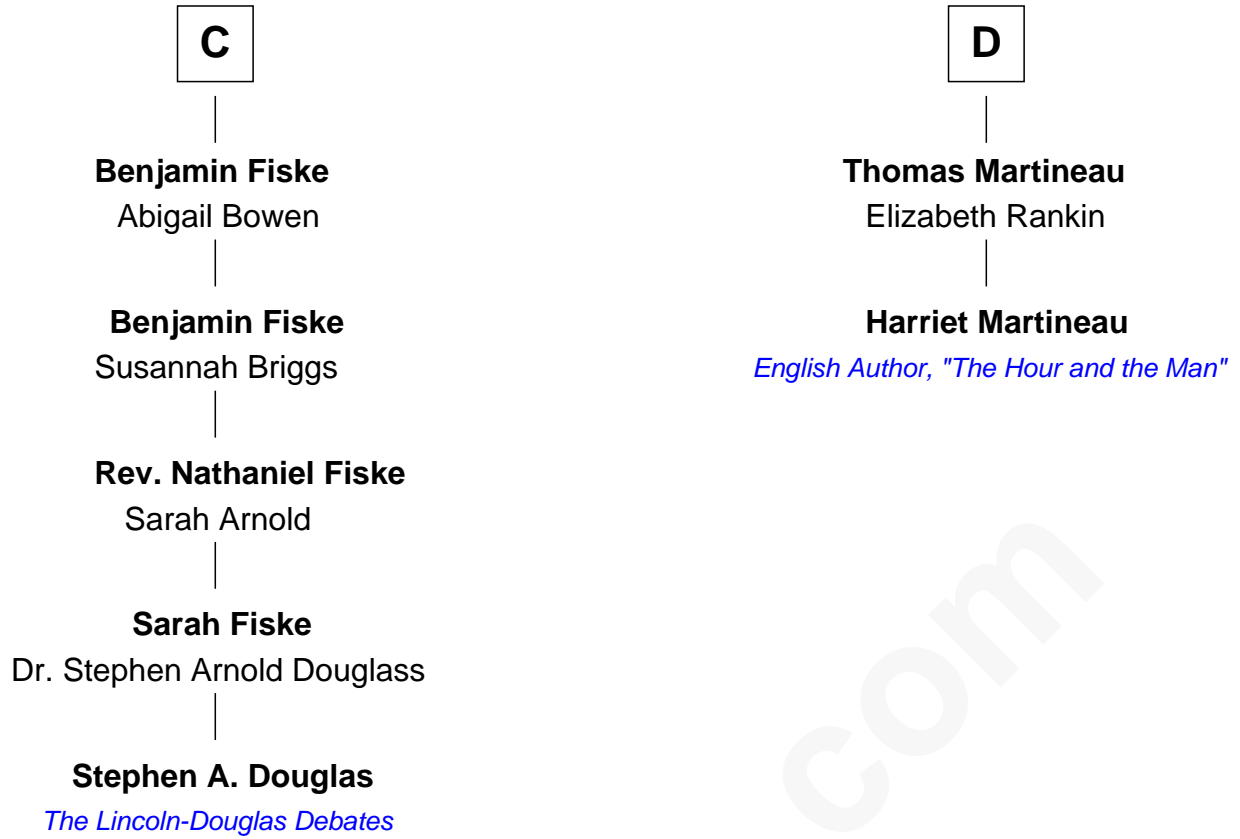 C
Benjamin Fiske
Abigail Bowen
Benjamin Fiske
Susannah Briggs
Rev. Nathaniel Fiske
Sarah Arnold
Sarah Fiske
Dr. Stephen Arnold Douglass
Stephen A. Douglas
The Lincoln-Douglas Debates
D
Thomas Martineau
Elizabeth Rankin
Harriet Martineau
English Author, "The Hour and the Man"
com